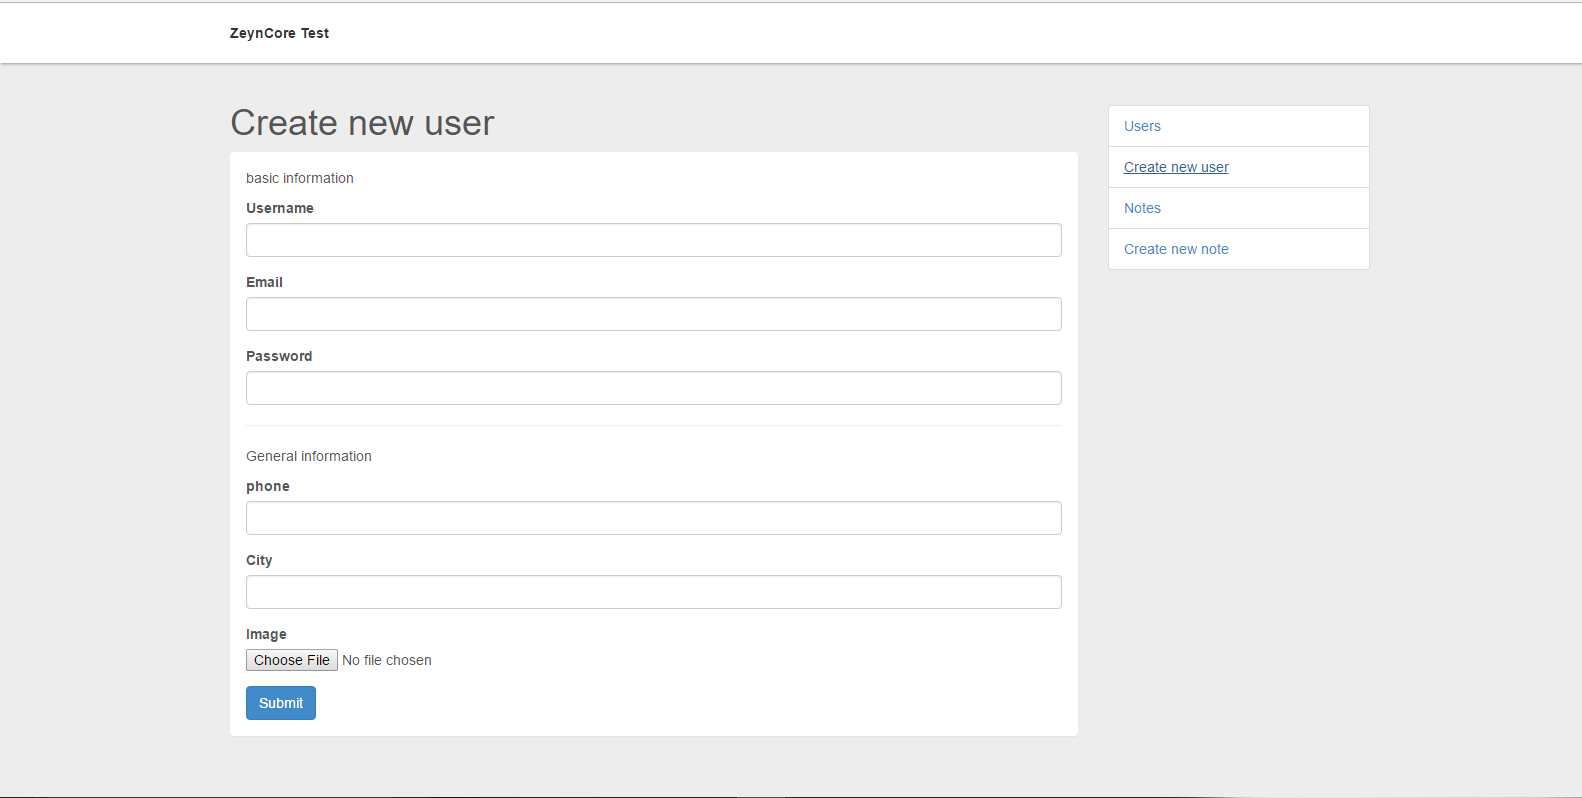 ZeynCore Test
Create new user
basic information
Username
Email
Password
General information
phone
City
Image
Choose File No file chosen
Submit
Users
Create new user
Notes
Create new note